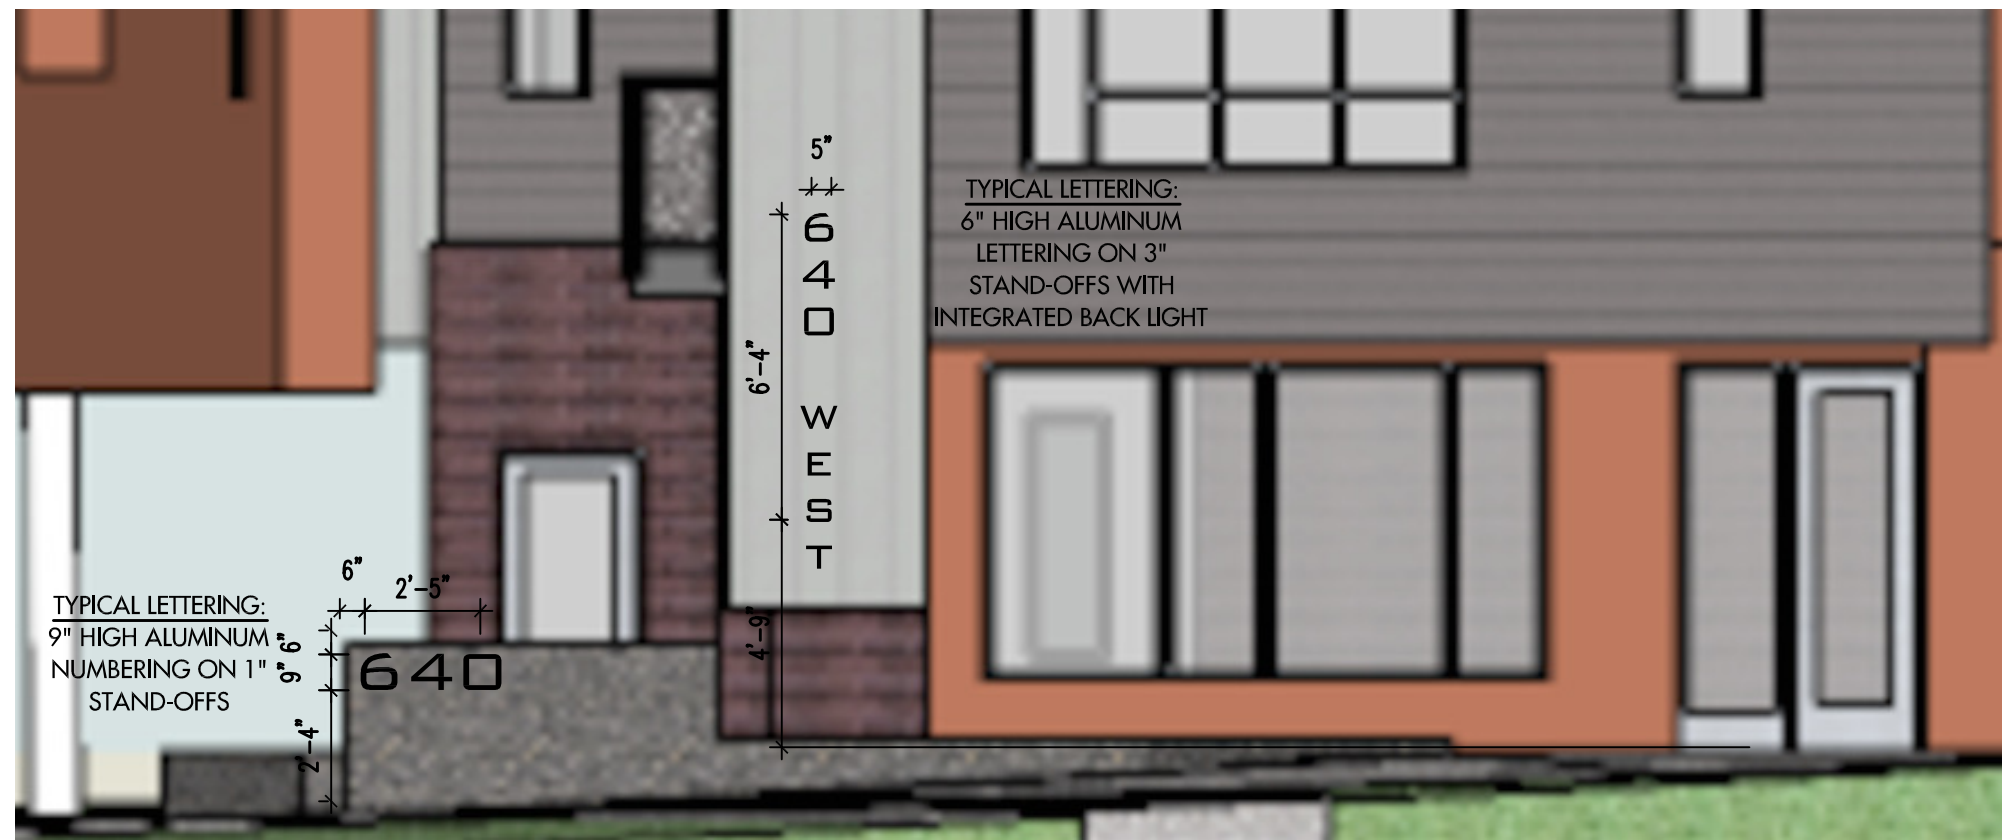 5"
6
4
0
W
E
S
T
6'-4"
4'-9"
TYPICAL LETTERING:
6" HIGH ALUMINUM
LETTERING ON 3"
STAND-OFFS WITH
INTEGRATED BACK LIGHT
TYPICAL LETTERING:
9" HIGH ALUMINUM
NUMBERING ON 1"
STAND-OFFS
6"
2'-5"
6"
9"
2'-4"
640